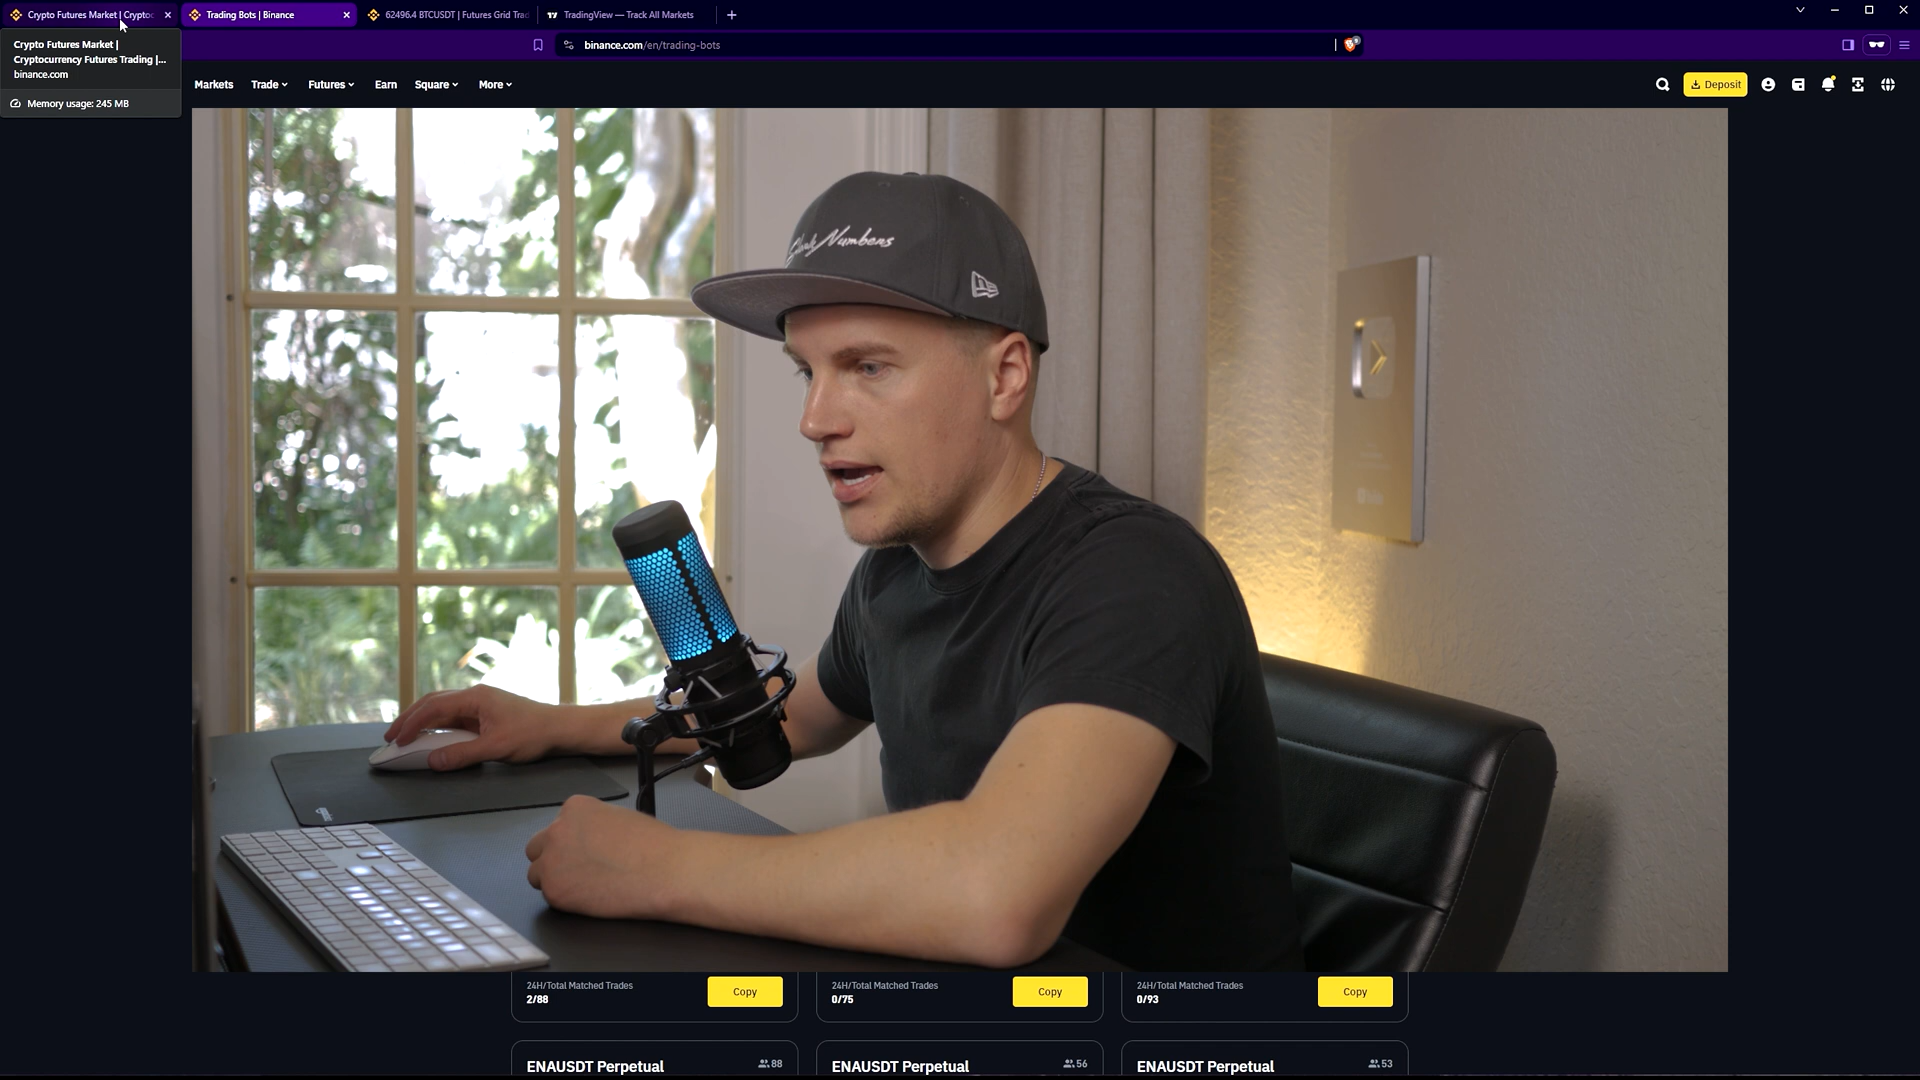 Crypto Futures Market | Cryptoc
Trading Bots | Binance
62496.4 BTCUSDT | Futures Grid Trad
TradingView — Track All Markets
Crypto Futures Market |
Cryptocurrency Futures Trading |...
binance.com
Memory usage: 245 MB
binance.com/en/trading-bots
Markets
Trade
Futures
Earn
Square
More
Deposit
Numbers
24H/Total Matched Trades
2/88
Copy
24H/Total Matched Trades
0/75
Copy
24H/Total Matched Trades
0/93
Copy
ENAUSDT Perpetual
88
ENAUSDT Perpetual
56
ENAUSDT Perpetual
53